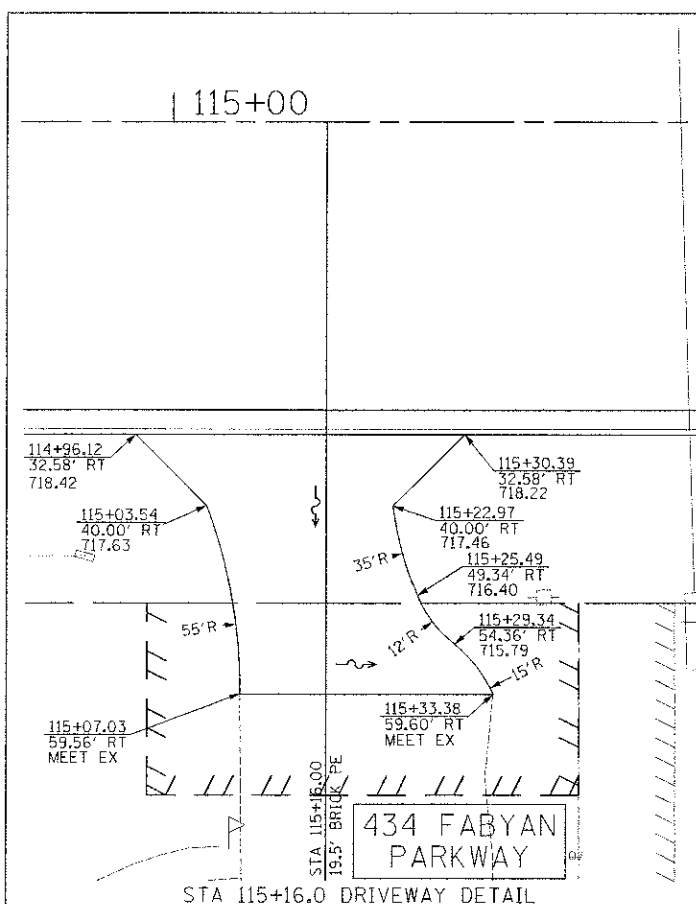 115+00
114+96.12
32.58' RT
718.42
115+30.39
32.58' RT
718.22
115+03.54
40.00' RT
717.63
115+22.97
40.00' RT
717.46
35'R
115+25.49
49.34' RT
716.40
55'R
12'R
115+29.34
54.36' RT
715.79
15'R
115+07.03
59.56' RT
MEET EX
115+33.38
59.60' RT
MEET EX
STA 115+16.00
19.5' BRICK PE
434 FABYAN
PARKWAY
STA 115+16.0 DRIVEWAY DETAIL